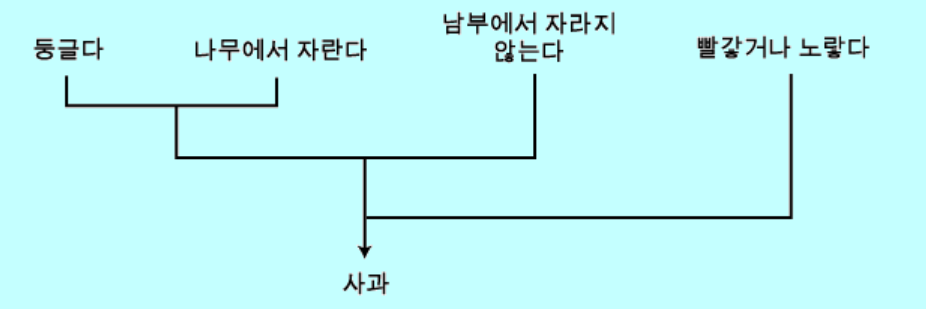 둥글다
나무에서 자란다
남부에서 자라지
않는다
빨갛거나 노랗다
사과